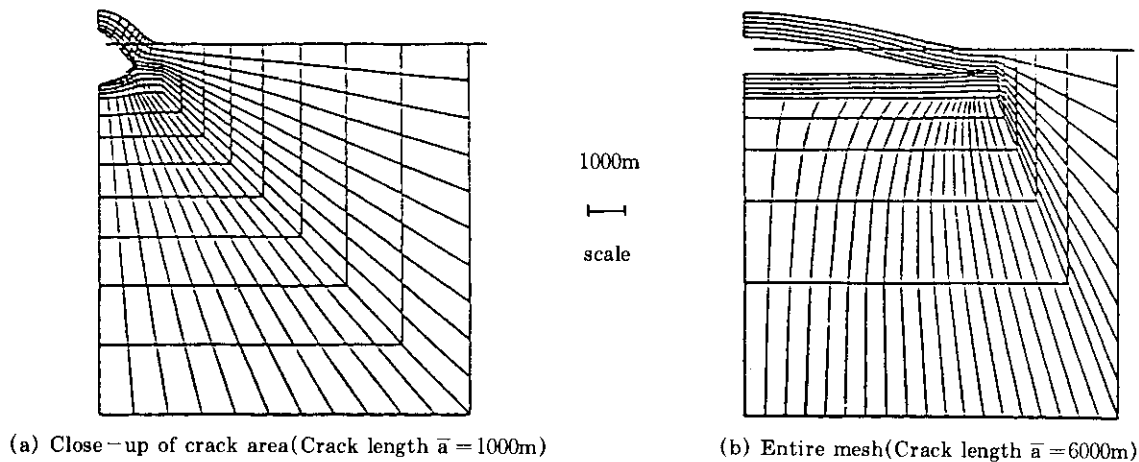 1000m
scale
(a) Close-up of crack area(Crack length a̅ =1000m)
(b) Entire mesh(Crack length a̅ =6000m)